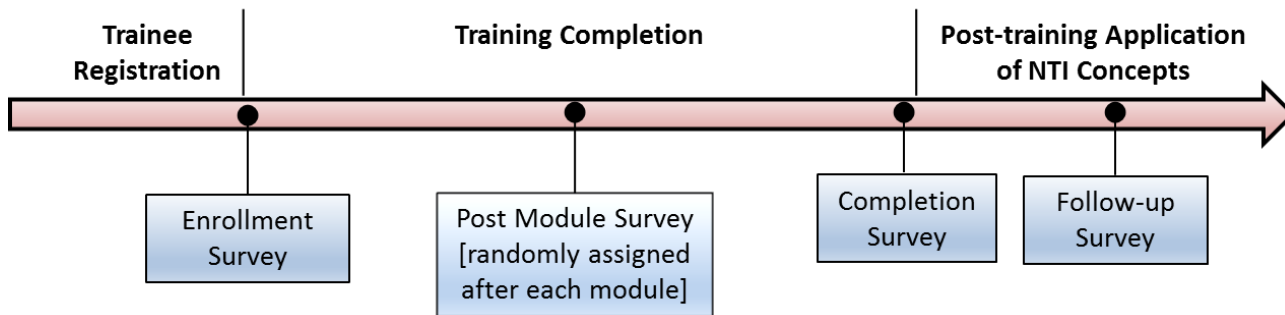 Trainee
Registration
Training Completion
Post-training Application
of NTI Concepts
Enrollment
Survey
Post Module Survey
[randomly assigned
after each module]
Completion
Survey
Follow-up
Survey